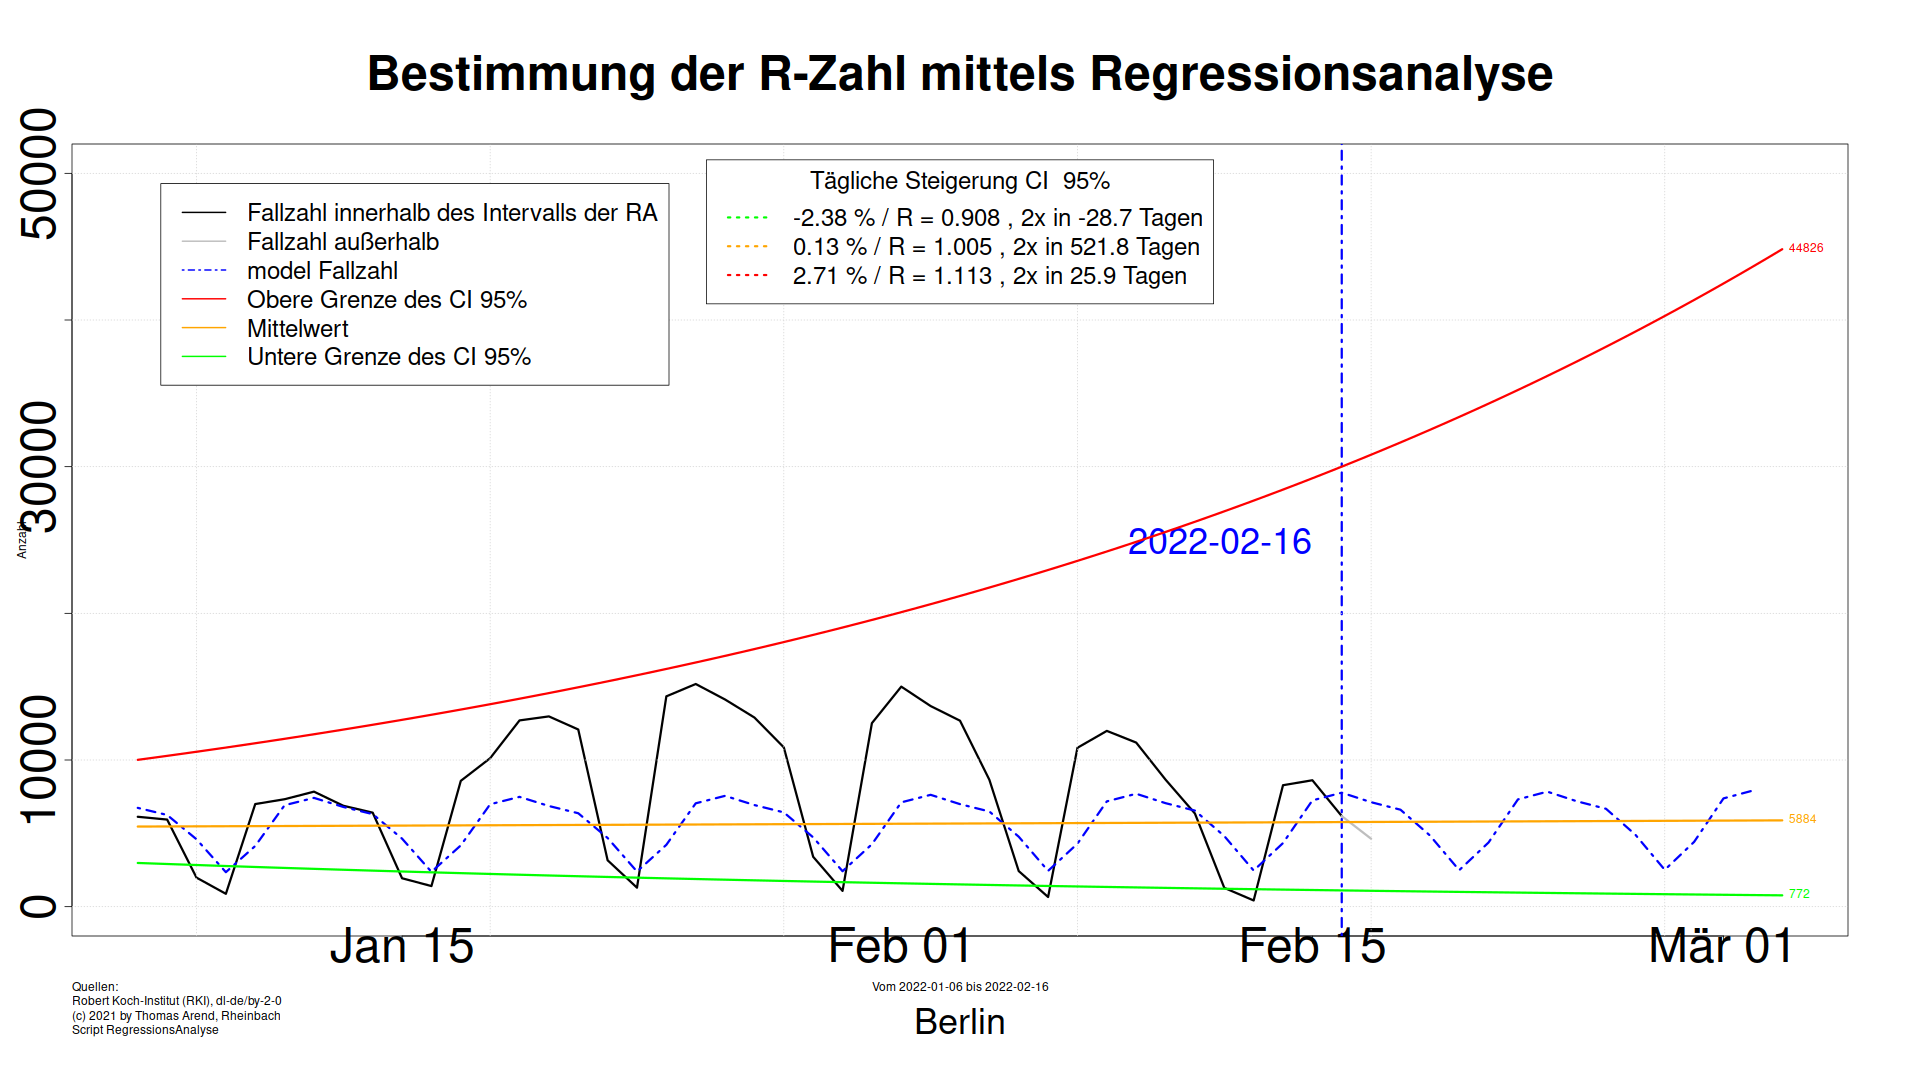 Bestimmung der R-Zahl mittels Regressionsanalyse
50000
30000
10000
0
Anzahl
Fallzahl innerhalb des Intervalls der RA
Fallzahl außerhalb
model Fallzahl
Obere Grenze des CI 95%
Mittelwert
Untere Grenze des CI 95%
Tägliche Steigerung CI 95%
-2.38 % / R = 0.908 , 2x in -28.7 Tagen
0.13 % / R = 1.005 , 2x in 521.8 Tagen
2.71 % / R = 1.113 , 2x in 25.9 Tagen
44826
2022-02-16
5884
772
Jan 15
Feb 01
Feb 15
Mär 01
Quellen:
Robert Koch-Institut (RKI), dl-de/by-2-0
(c) 2021 by Thomas Arend, Rheinbach
Script RegressionsAnalyse
Vom 2022-01-06 bis 2022-02-16
Berlin